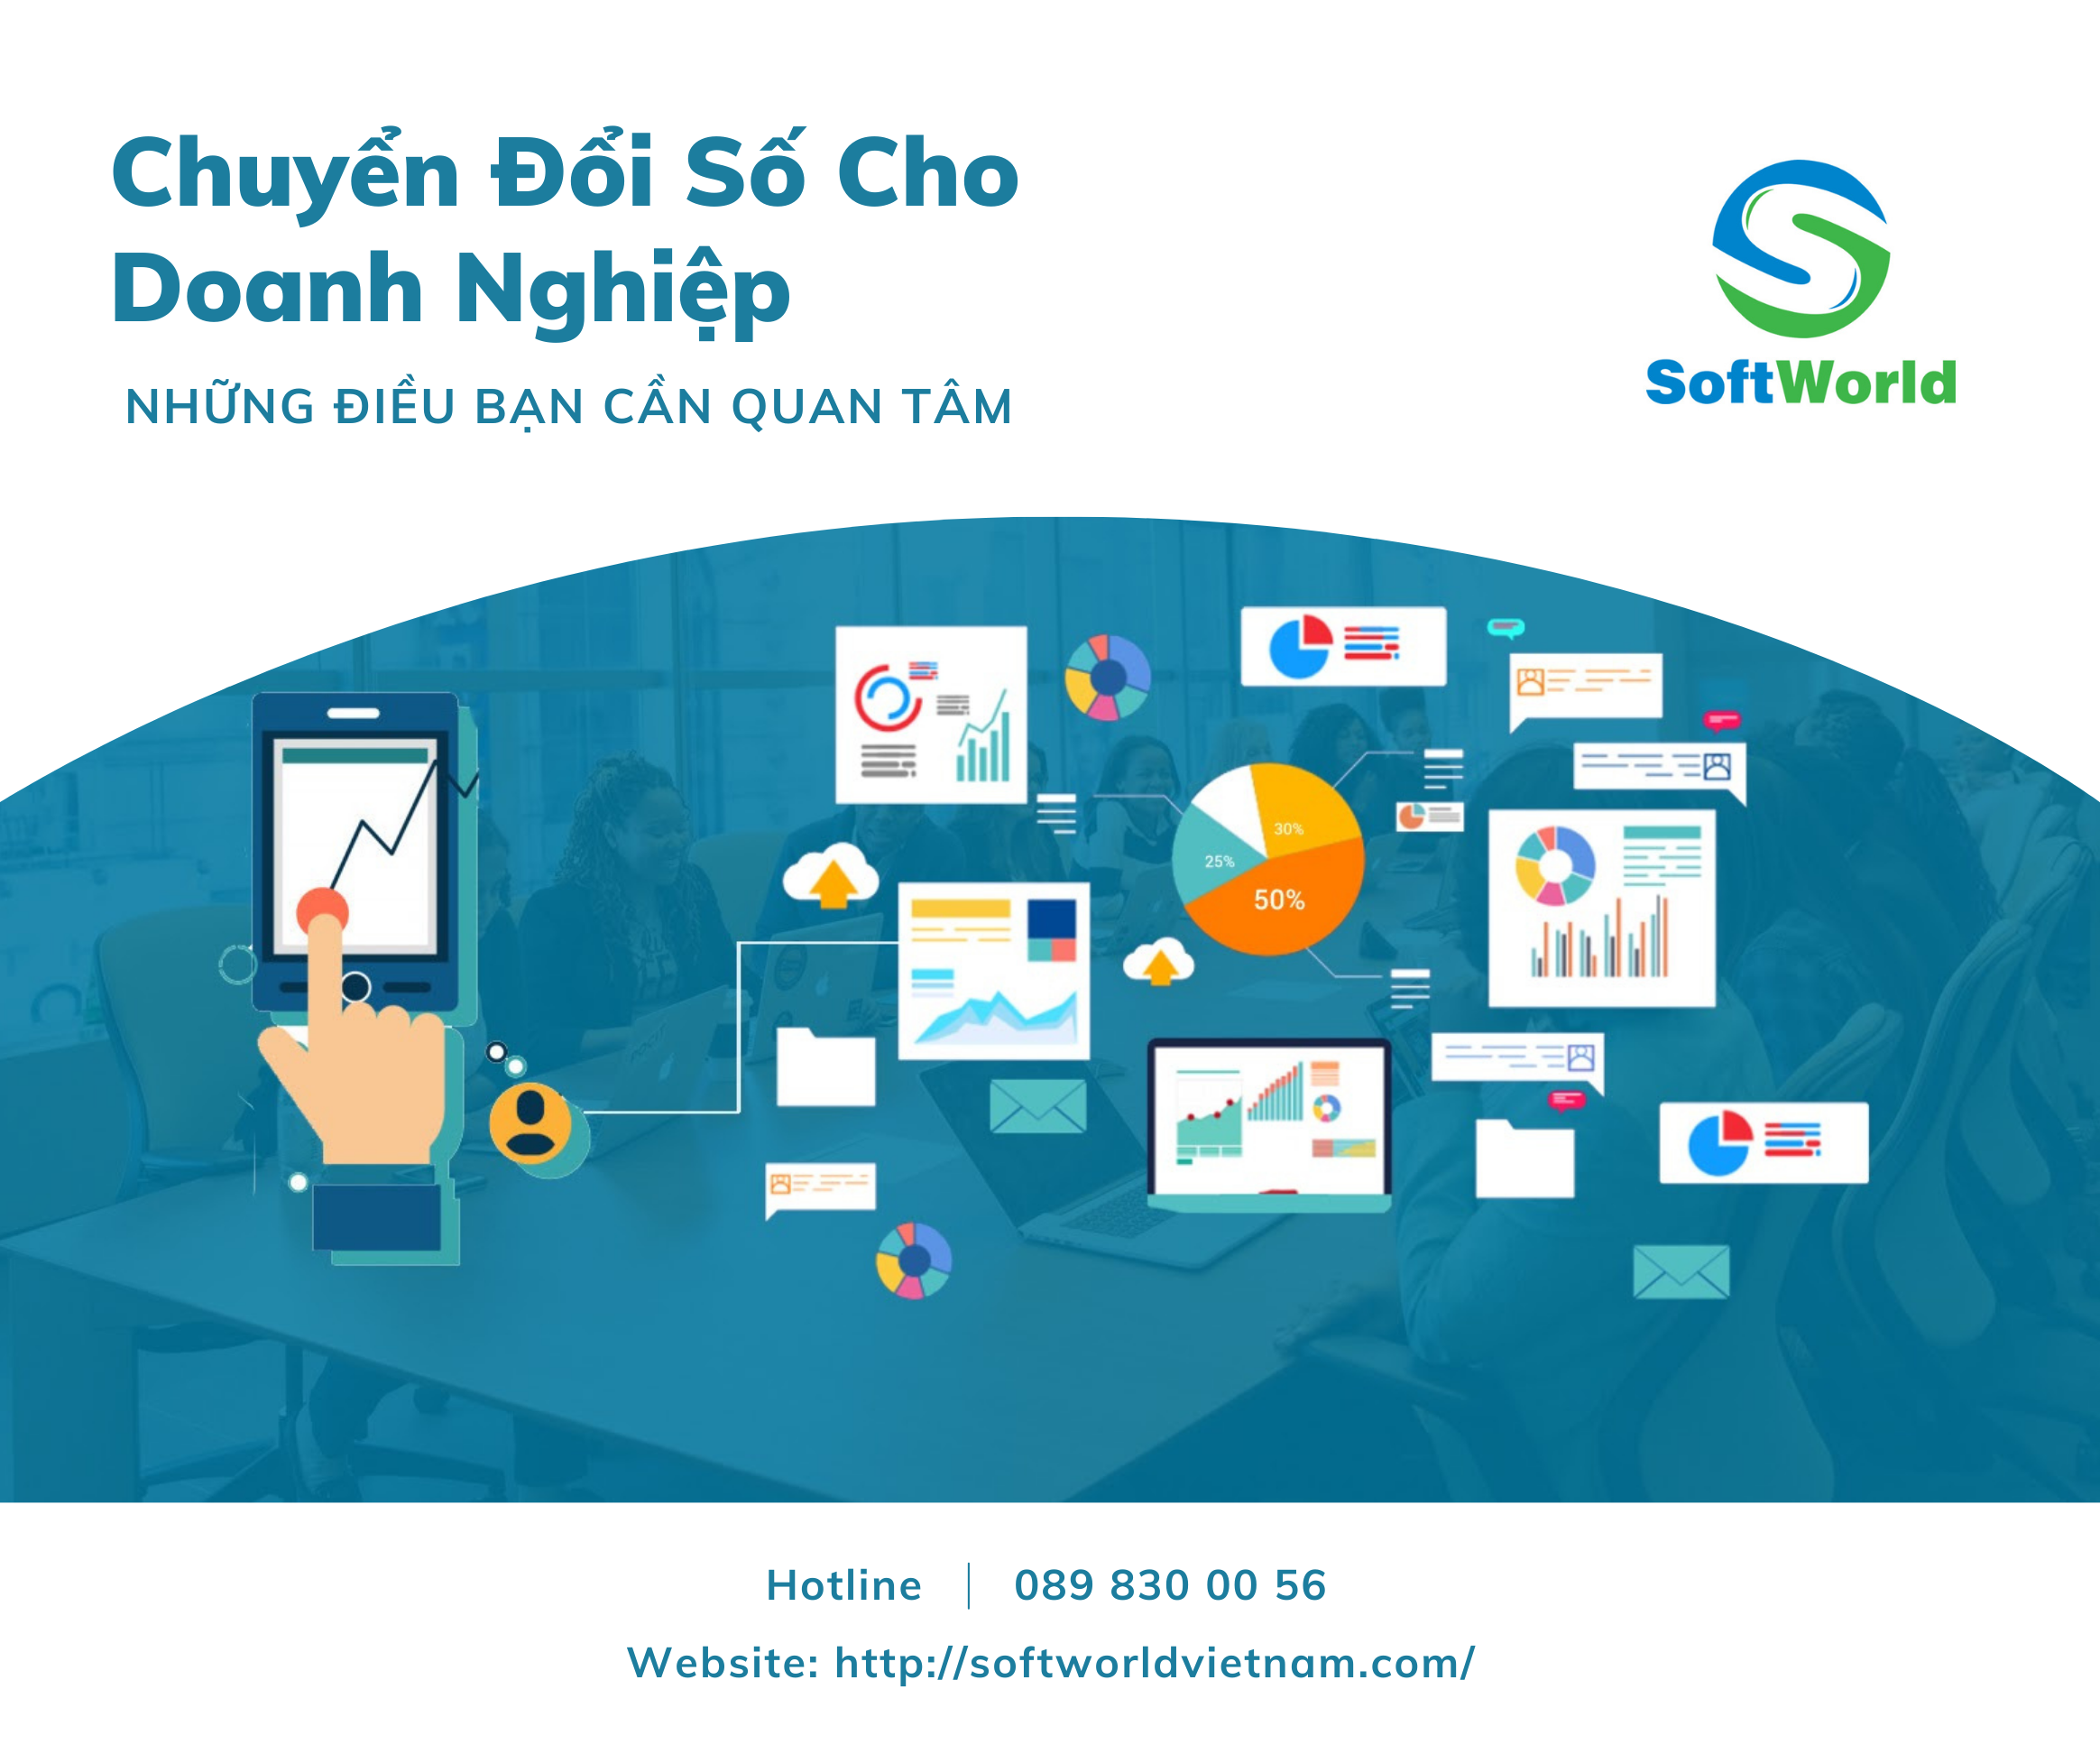 Chuyển Đổi Số Cho
Doanh Nghiệp
NHỮNG ĐIỀU BẠN CẦN QUAN TÂM
SoftWorld
30%
25%
50%
Hotline | 089 830 00 56
Website: http://softworldvietnam.com/